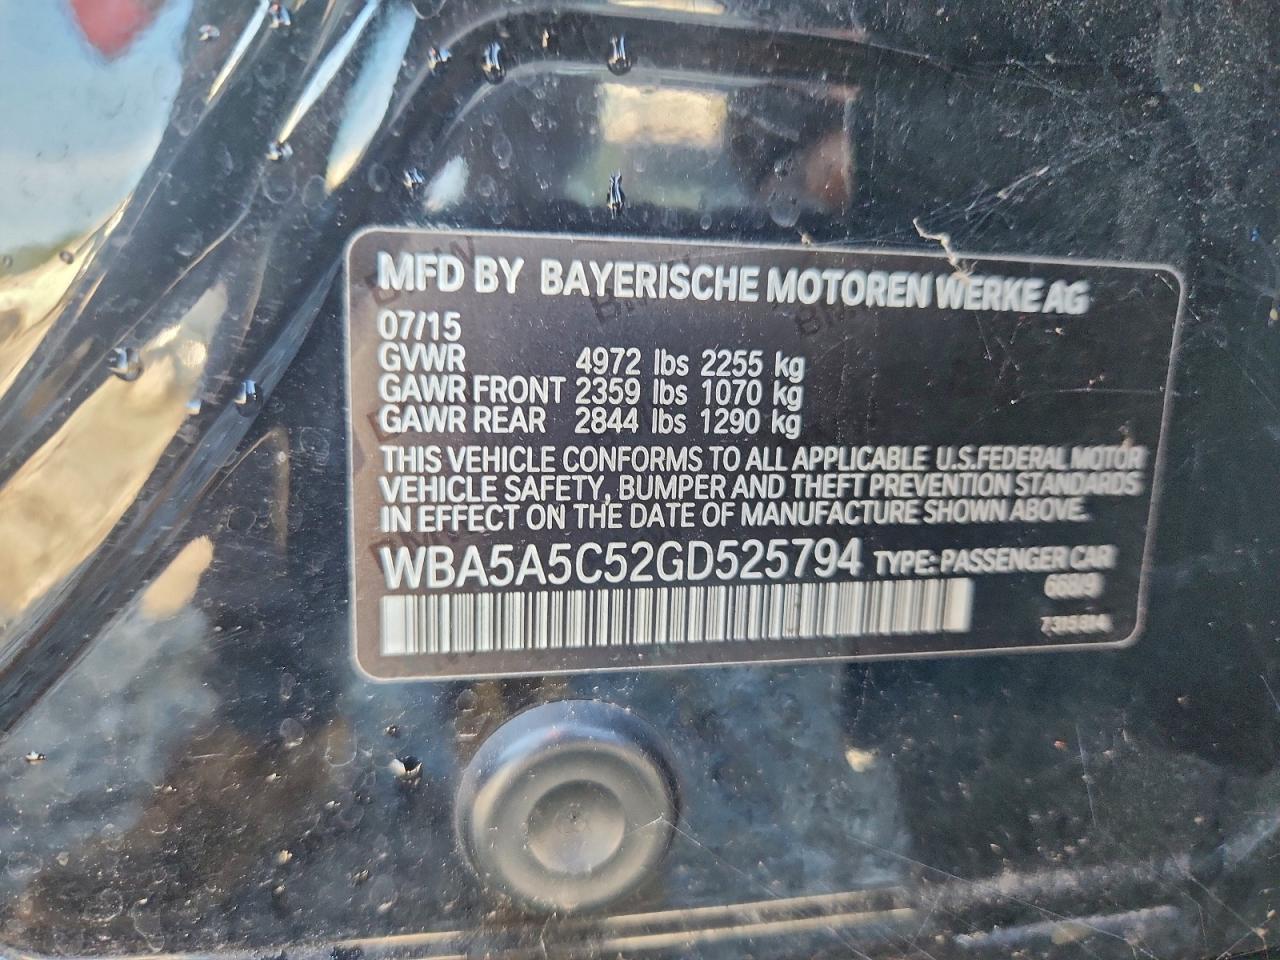 MFD BY BAYERISCHE MOTOREN WERKE AG
07/15
GVWR 4972 lbs 2255 kg
GAWR FRONT 2359 lbs 1070 kg
GAWR REAR 2844 lbs 1290 kg
THIS VEHICLE CONFORMS TO ALL APPLICABLE U.S.FEDERAL MOTOR
VEHICLE SAFETY, BUMPER AND THEFT PREVENTION STANDARDS
IN EFFECT ON THE DATE OF MANUFACTURE SHOWN ABOVE.
WBA5A5C52GD525794 TYPE: PASSENGER CAR
668/9